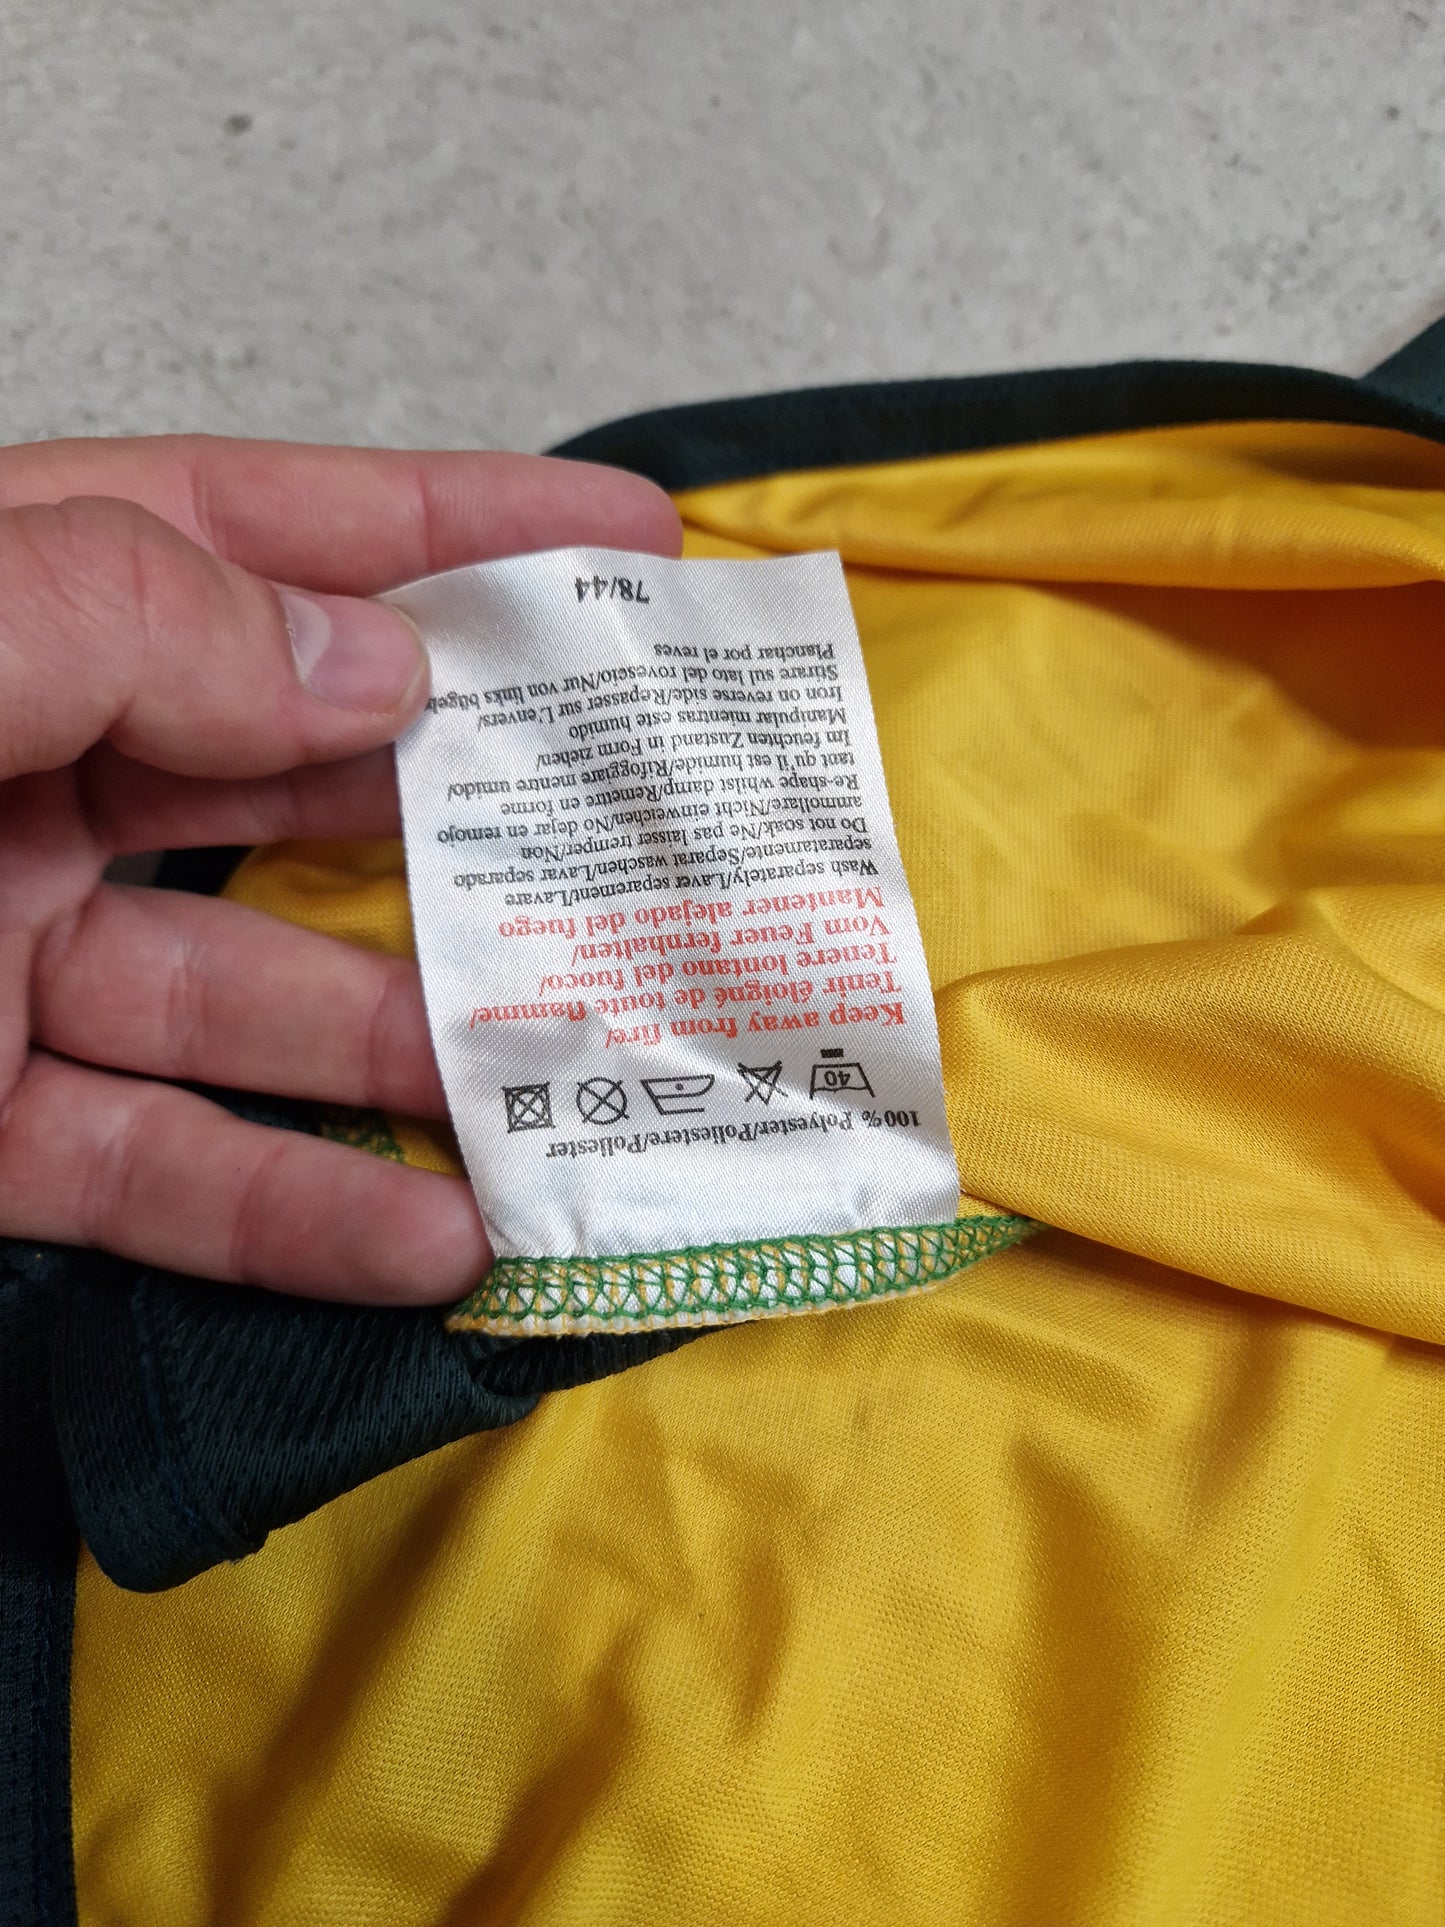 100% Polyester/Poliestere/Poliester
40
Keep away from fire/
Tenir éloigné de toute flamme/
Tenere lontano del fuoco/
Vom Feuer fernhalten/
Mantener alejado del fuego
Wash separately/Laver separement/Lavare
separatamente/Separat waschen/Lavar separado
Do not soak/Ne pas laisser tremper/Non
ammollare/Nicht einweichen/No dejar en remojo
Re-shape whilst damp/Remetre en forme
tant qu'il est humide/Rifoggiare mentre umido/
Im feuchten Zustand in Form ziehen/
Manipular mientras este humido
Iron on reverse side/Repasser sur L'envers/
Stirare sul lato del rovescio/Nur von links
Planchar por el reves
78/44